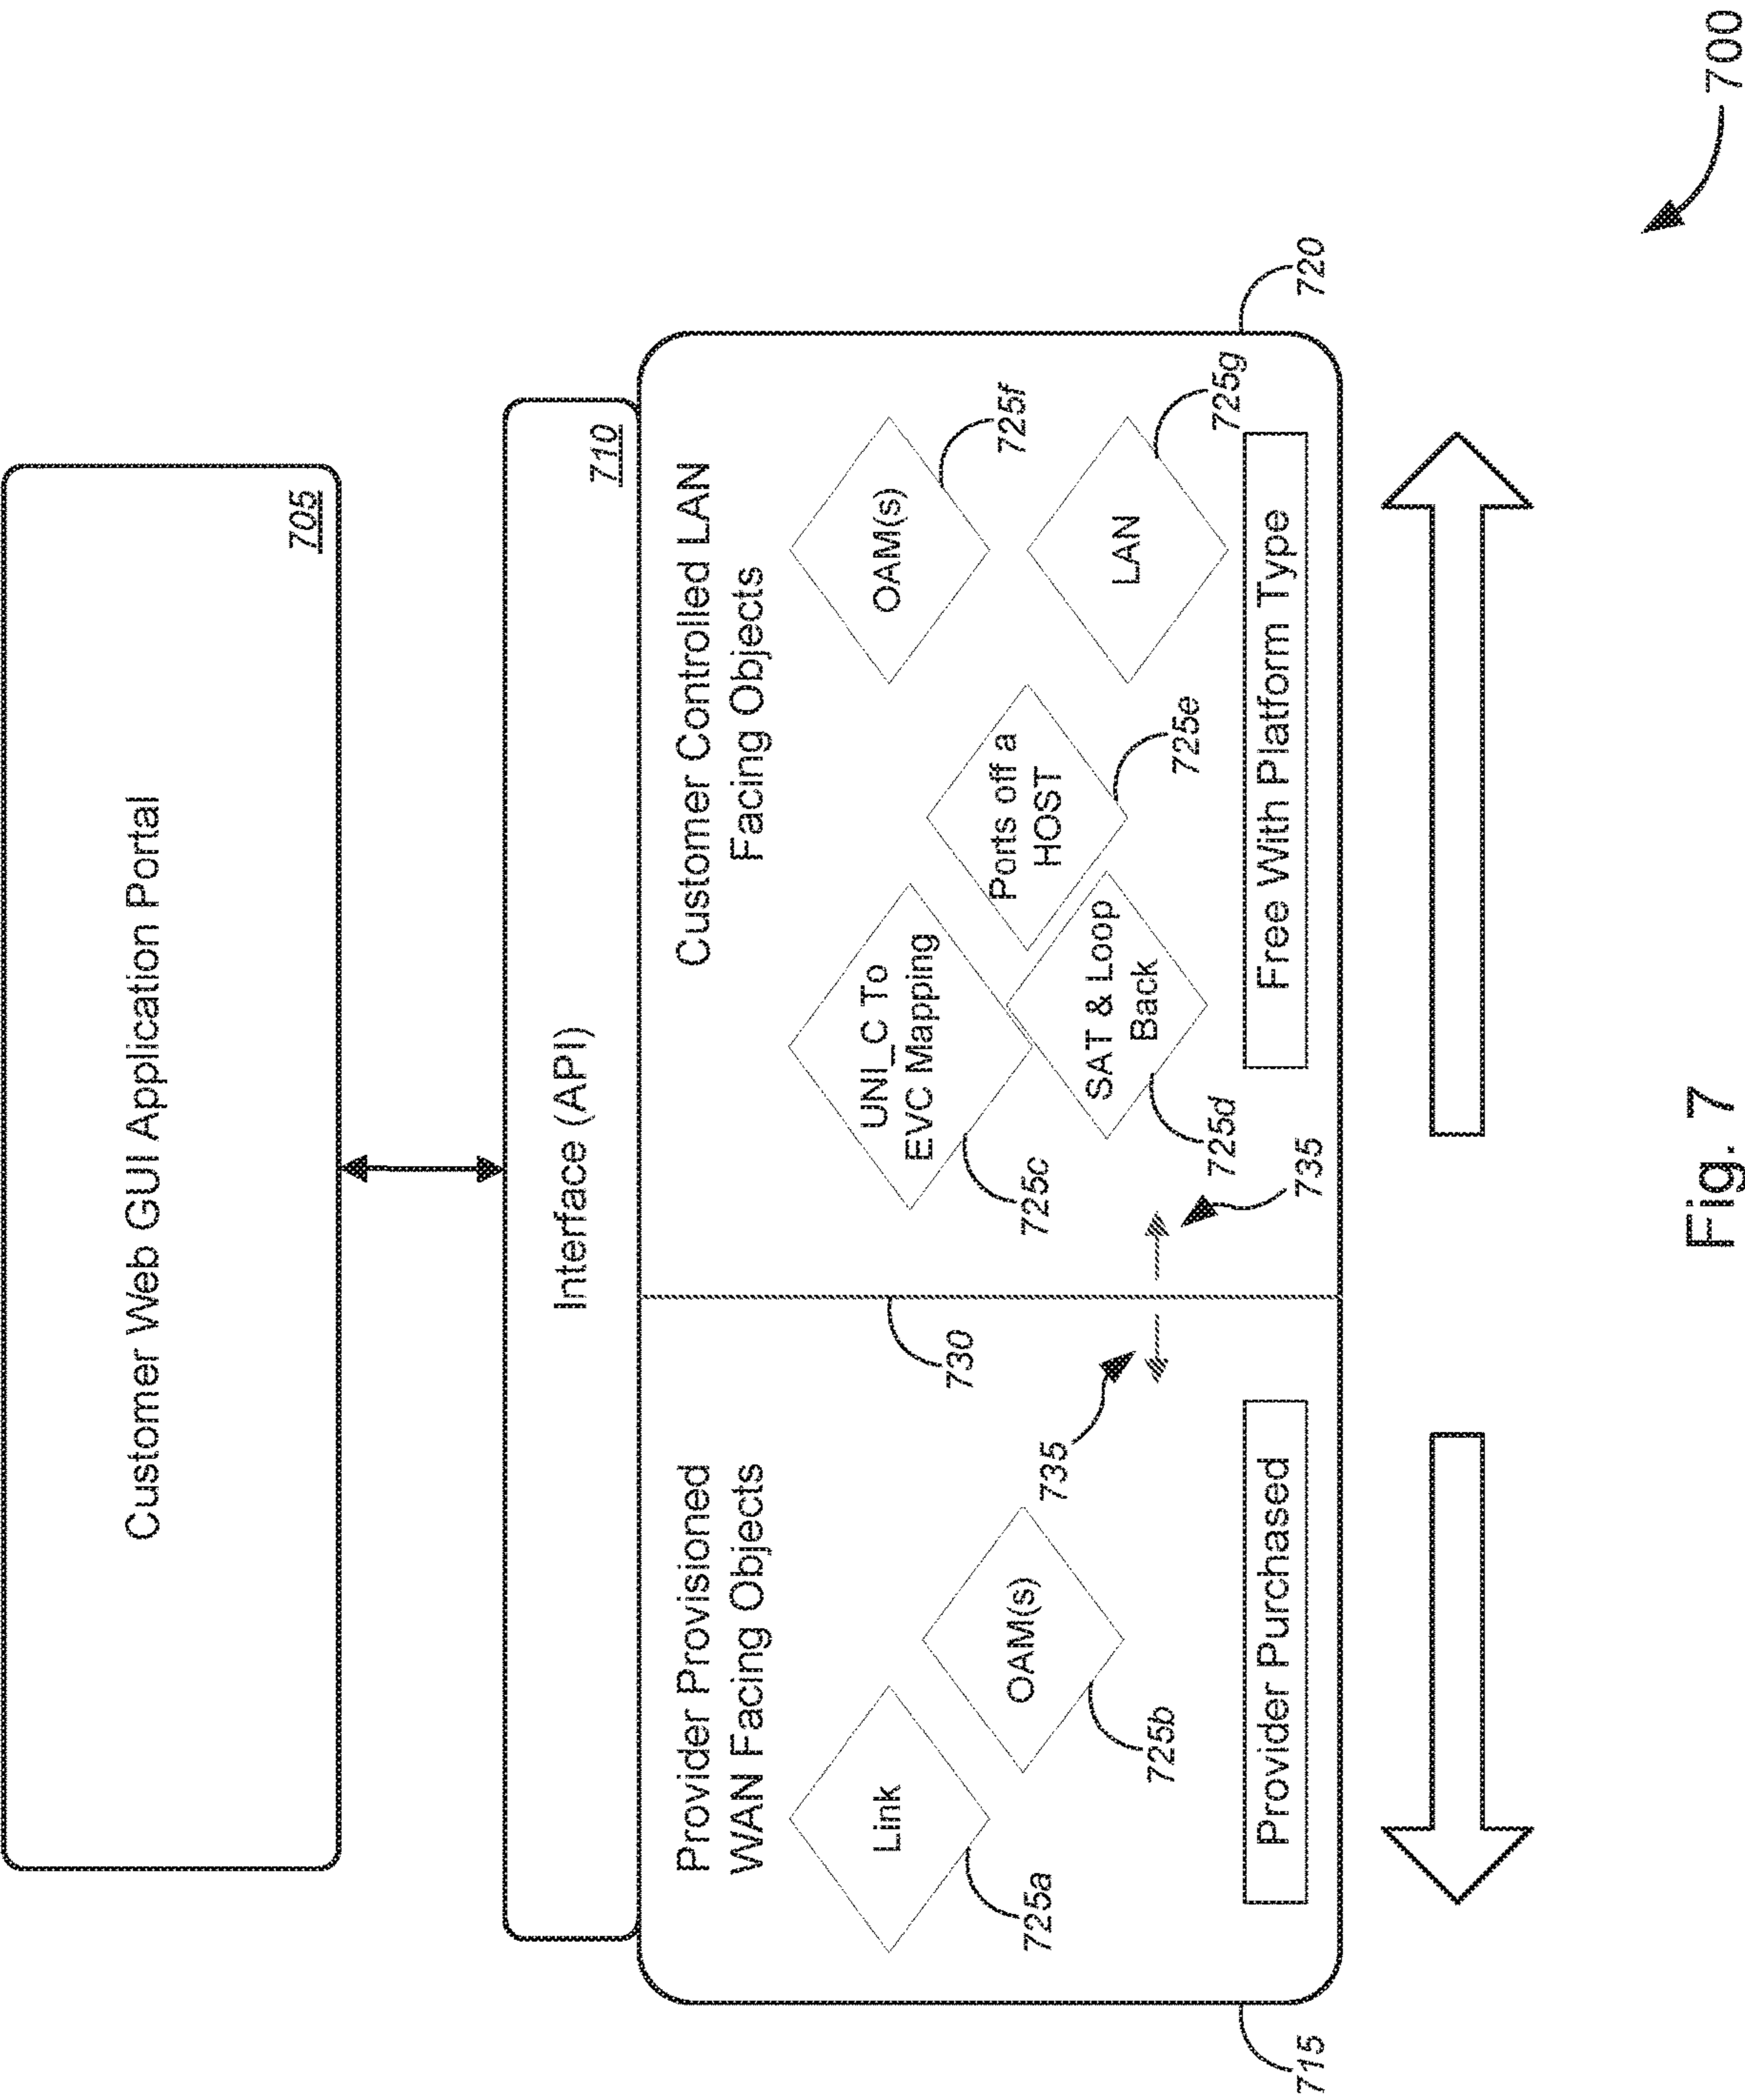 Customer Web GUI Application Portal
705
Interface (API)
710
Provider Provisioned
WAN Facing Objects
Customer Controlled LAN
Facing Objects
Link
725a
OAM(s)
725b
730
735
735
UNI_C To
EVC Mapping
725c
SAT & Loop
Back
725d
Ports off a
HOST
725e
OAM(s)
725f
LAN
725g
Provider Purchased
Free With Platform Type
715
720
700
Fig. 7